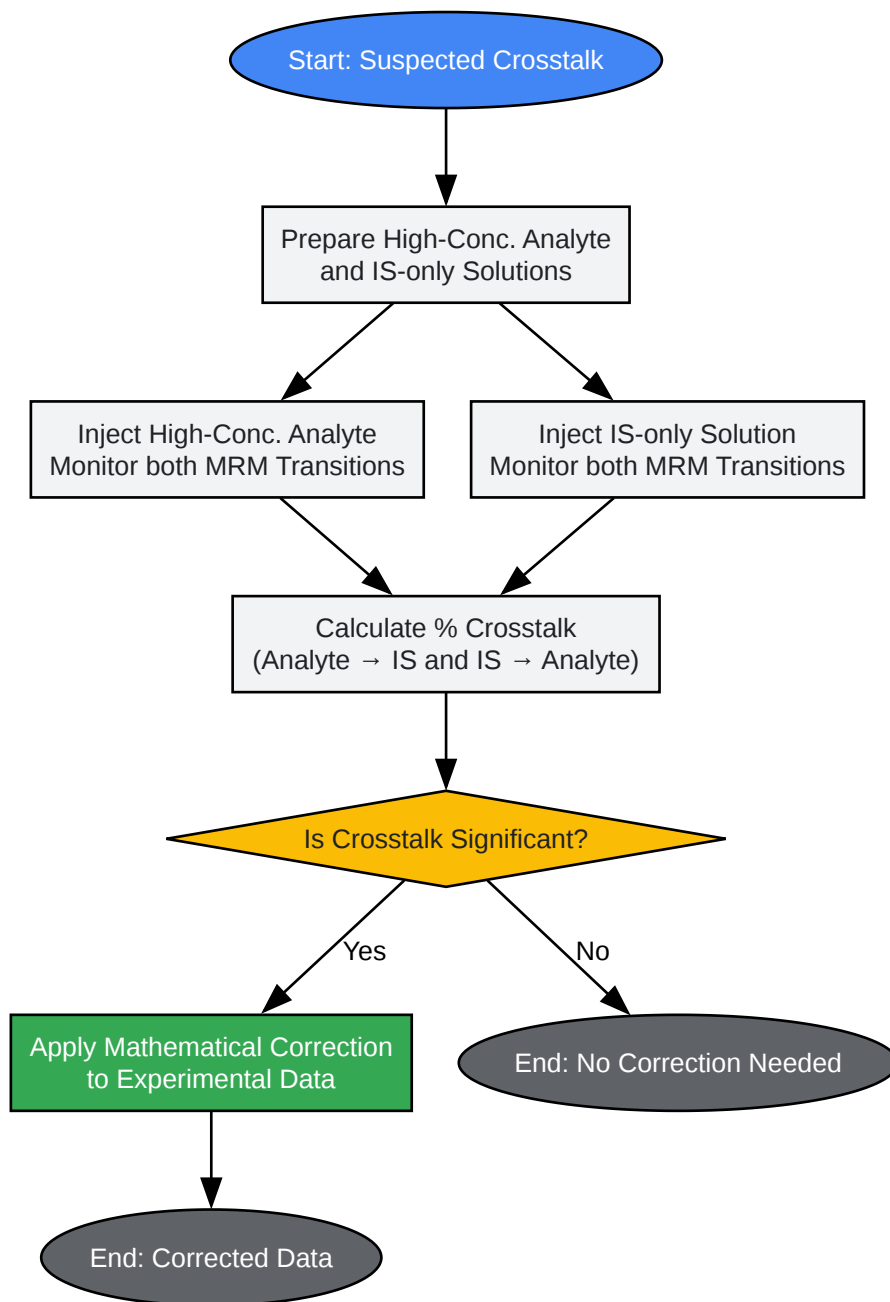 Start: Suspected Crosstalk
Prepare High-Conc. Analyte
and IS-only Solutions
Inject High-Conc. Analyte
Monitor both MRM Transitions
Inject IS-only Solution
Monitor both MRM Transitions
Calculate % Crosstalk
(Analyte → IS and IS → Analyte)
Is Crosstalk Significant?
Yes
No
Apply Mathematical Correction
to Experimental Data
End: No Correction Needed
End: Corrected Data